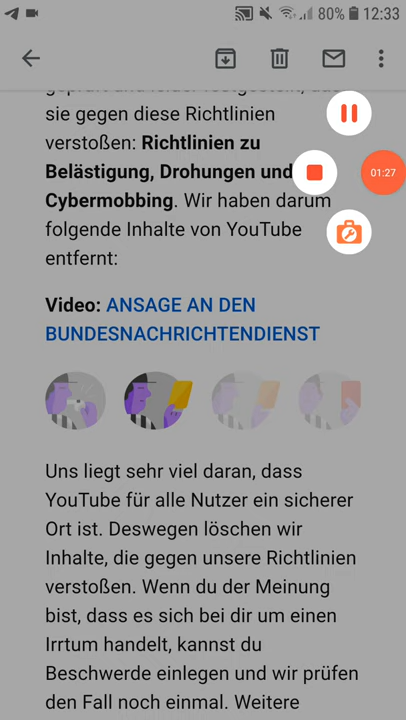 80% 12:33
sie gegen diese Richtlinien
verstoßen: Richtlinien zu
Belästigung, Drohungen und
01:27
Cybermobbing. Wir haben darum
folgende Inhalte von YouTube
entfernt:
Video: ANSAGE AN DEN
BUNDESNACHRICHTENDIENST
Uns liegt sehr viel daran, dass
YouTube für alle Nutzer ein sicherer
Ort ist. Deswegen löschen wir
Inhalte, die gegen unsere Richtlinien
verstoßen. Wenn du der Meinung
bist, dass es sich bei dir um einen
Irrtum handelt, kannst du
Beschwerde einlegen und wir prüfen
den Fall noch einmal. Weitere